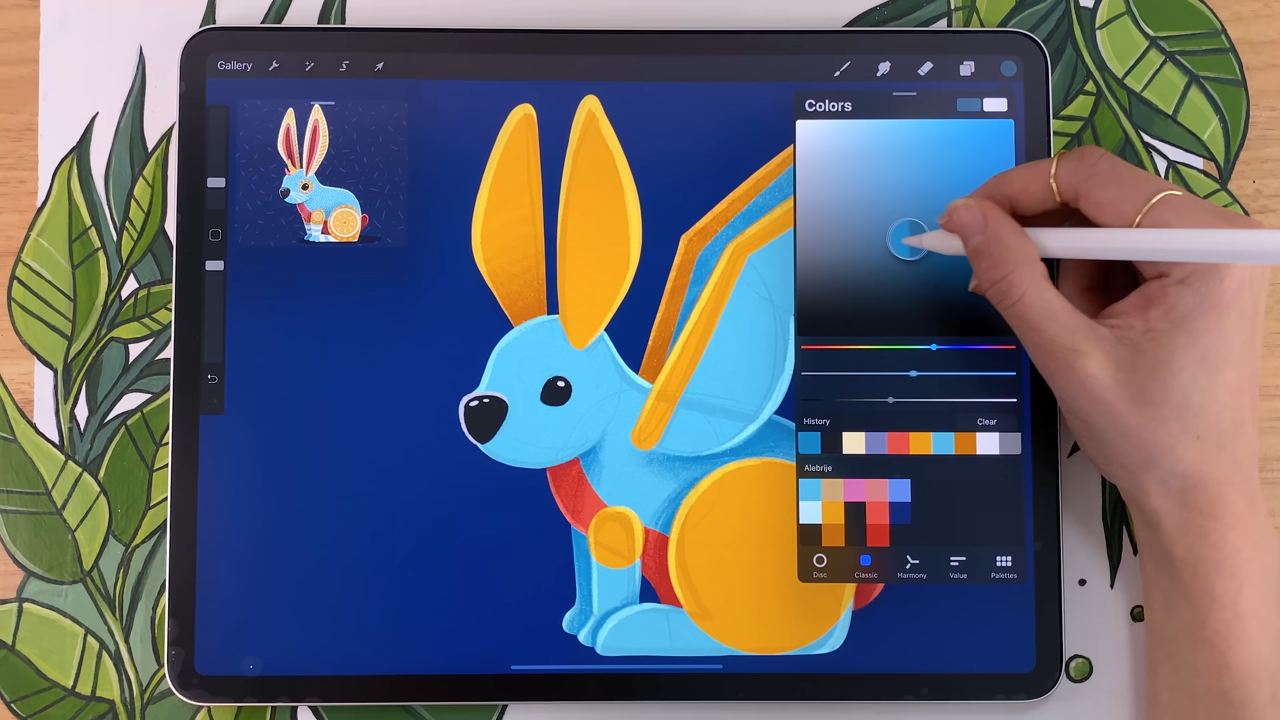 Gallery
Colors
History
Clear
Alebrije
Disc
Classic
Harmony
Value
Palettes